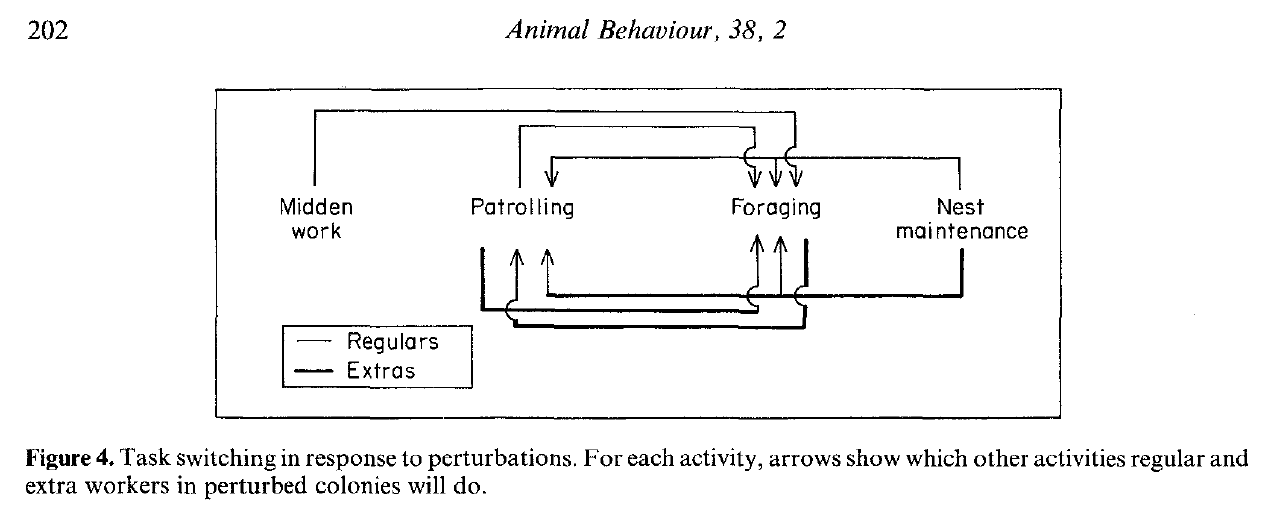 202
Animal Behaviour, 38, 2
Midden
work
Patrolling
Foraging
Nest
maintenance
Regulars
Extras
Figure 4. Task switching in response to perturbations. For each activity, arrows show which other activities regular and
extra workers in perturbed colonies will do.